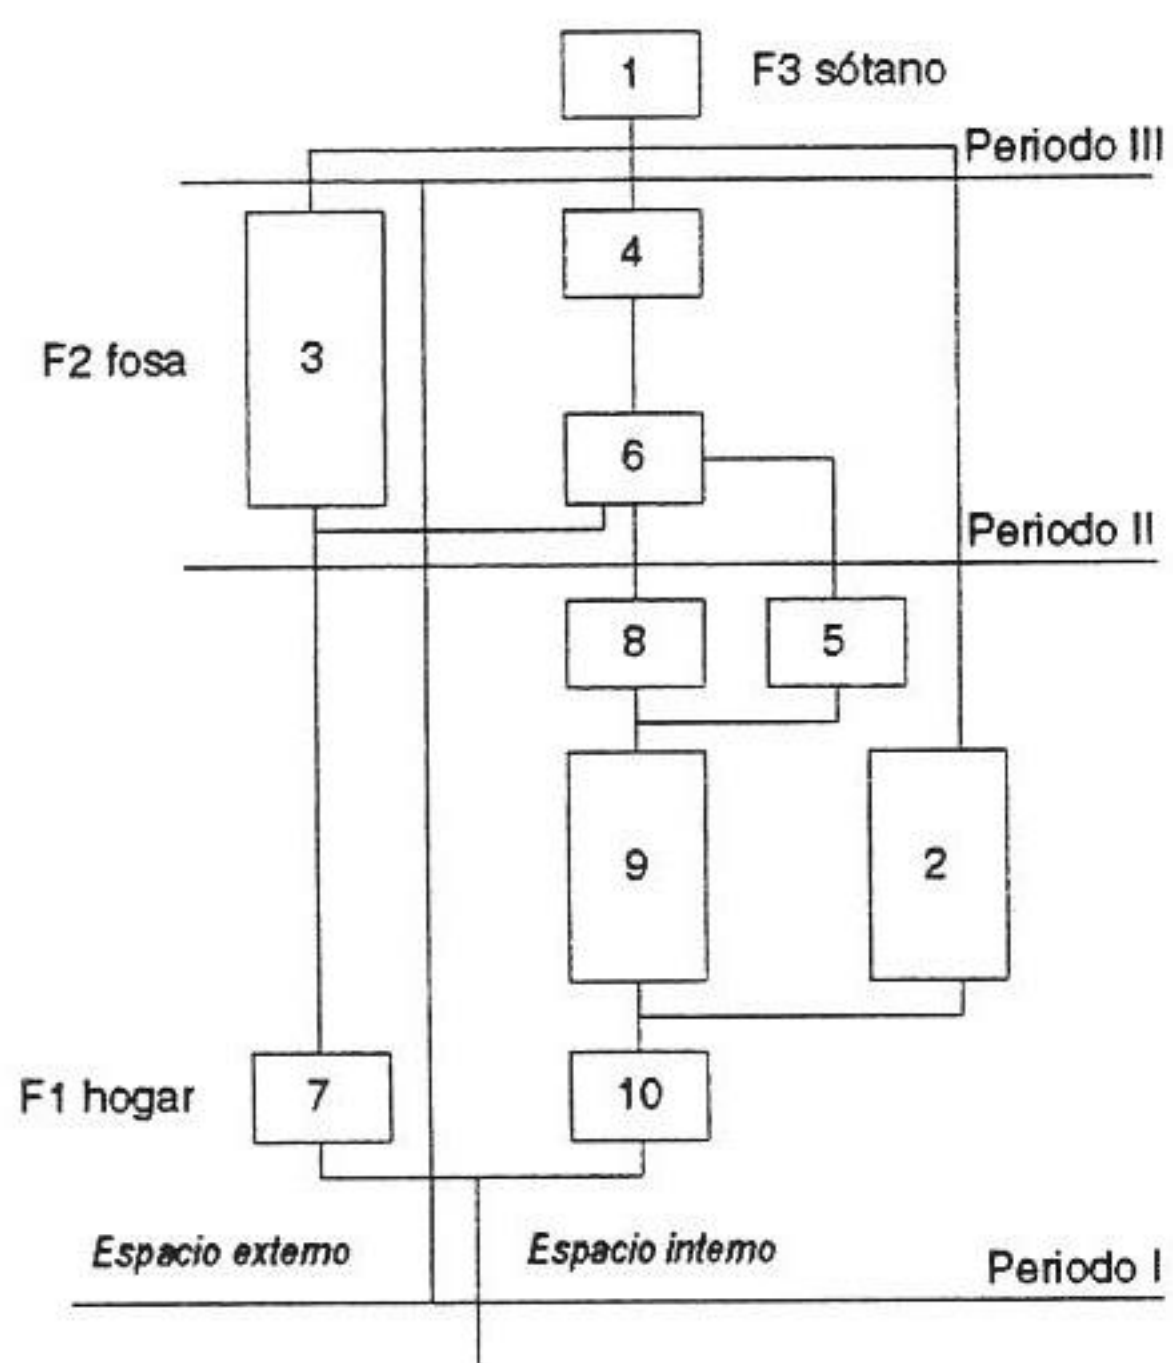 1 F3 sótano
Periodo III
4
F2 fosa 3
6
Periodo II
8 5
9 2
F1 hogar 7 10
Espacio externo Espacio interno
Periodo I